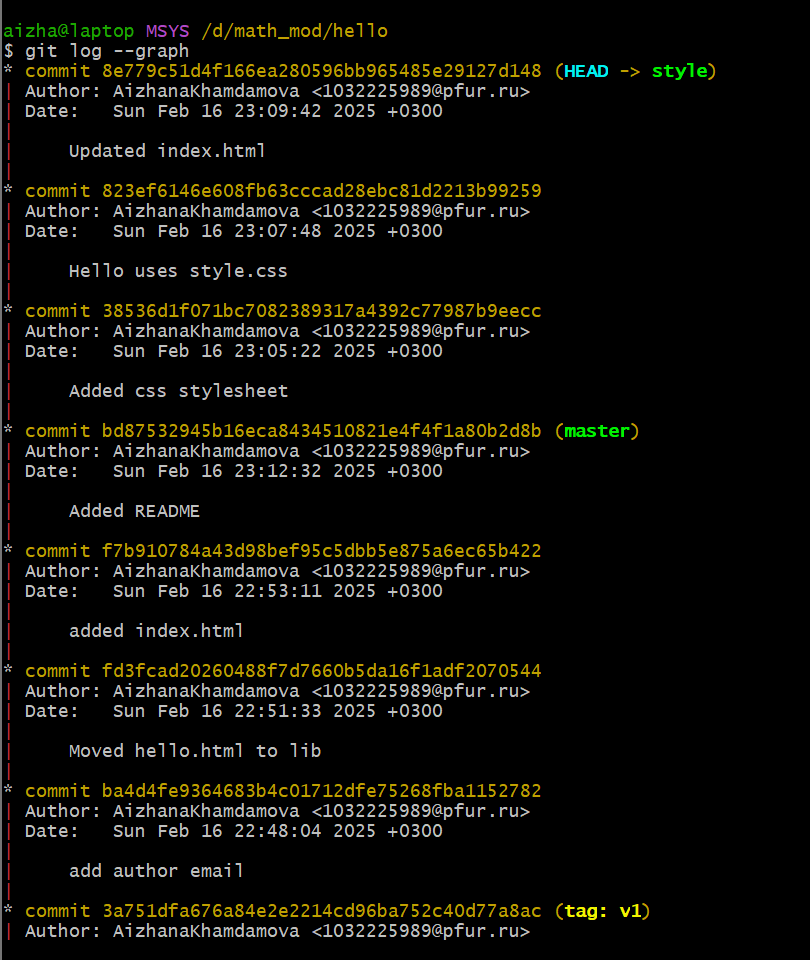 aizha@laptop MSYS /d/math_mod/hello
$ git log --graph
* commit 8e779c51d4f166ea280596bb965485e29127d148 (HEAD -> style)
| Author: AizhanaKhamdamova <1032225989@pfur.ru>
| Date:   Sun Feb 16 23:09:42 2025 +0300
|
|     Updated index.html
|
* commit 823ef6146e608fb63cccad28ebc81d2213b99259
| Author: AizhanaKhamdamova <1032225989@pfur.ru>
| Date:   Sun Feb 16 23:07:48 2025 +0300
|
|     Hello uses style.css
|
* commit 38536d1f071bc7082389317a4392c77987b9eecc
| Author: AizhanaKhamdamova <1032225989@pfur.ru>
| Date:   Sun Feb 16 23:05:22 2025 +0300
|
|     Added css stylesheet
|
* commit bd87532945b16eca8434510821e4f4f1a80b2d8b (master)
| Author: AizhanaKhamdamova <1032225989@pfur.ru>
| Date:   Sun Feb 16 23:12:32 2025 +0300
|
|     Added README
|
* commit f7b910784a43d98bef95c5dbb5e875a6ec65b422
| Author: AizhanaKhamdamova <1032225989@pfur.ru>
| Date:   Sun Feb 16 22:53:11 2025 +0300
|
|     added index.html
|
* commit fd3fcad20260488f7d7660b5da16f1adf2070544
| Author: AizhanaKhamdamova <1032225989@pfur.ru>
| Date:   Sun Feb 16 22:51:33 2025 +0300
|
|     Moved hello.html to lib
|
* commit ba4d4fe9364683b4c01712dfe75268fba1152782
| Author: AizhanaKhamdamova <1032225989@pfur.ru>
| Date:   Sun Feb 16 22:48:04 2025 +0300
|
|     add author email
|
* commit 3a751dfa676a84e2e2214cd96ba752c40d77a8ac (tag: v1)
| Author: AizhanaKhamdamova <1032225989@pfur.ru>